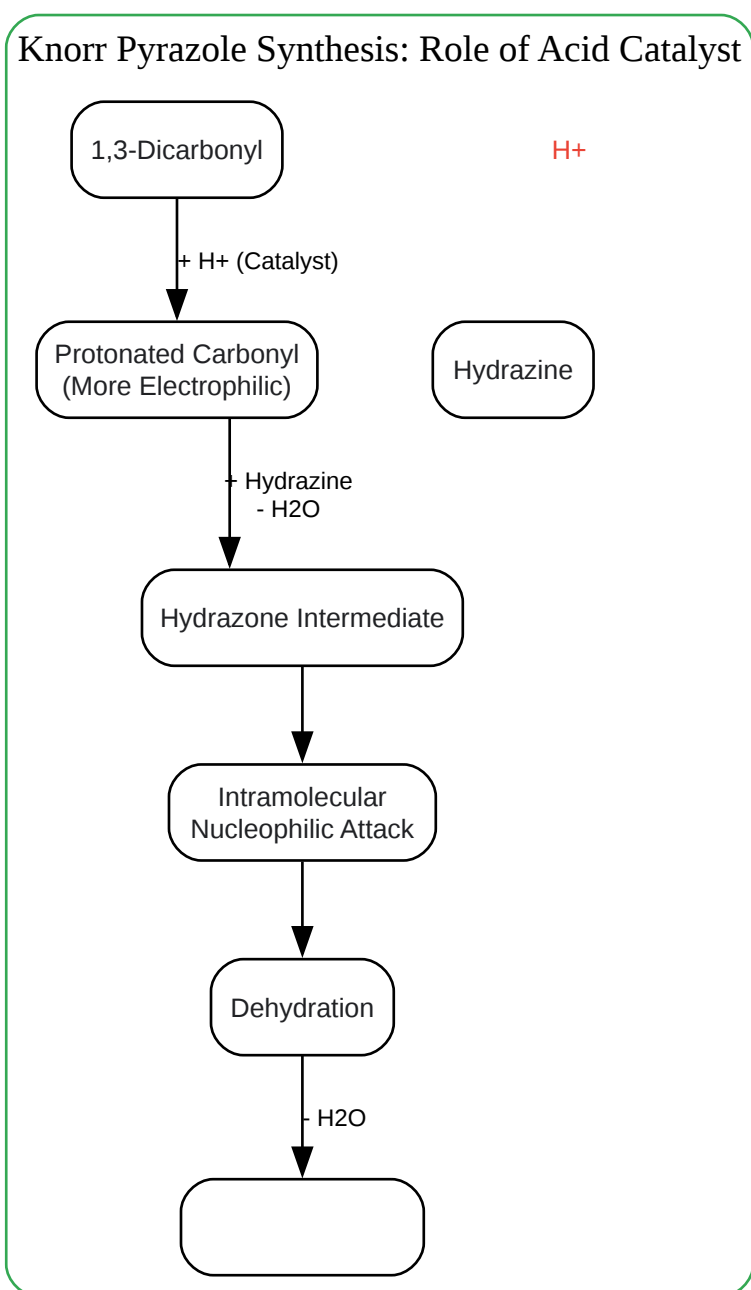 Knorr Pyrazole Synthesis: Role of Acid Catalyst
1,3-Dicarbonyl
H+
+ H+ (Catalyst)
Protonated Carbonyl
(More Electrophilic)
Hydrazine
+ Hydrazine
- H2O
Hydrazone Intermediate
Intramolecular
Nucleophilic Attack
Dehydration
- H2O